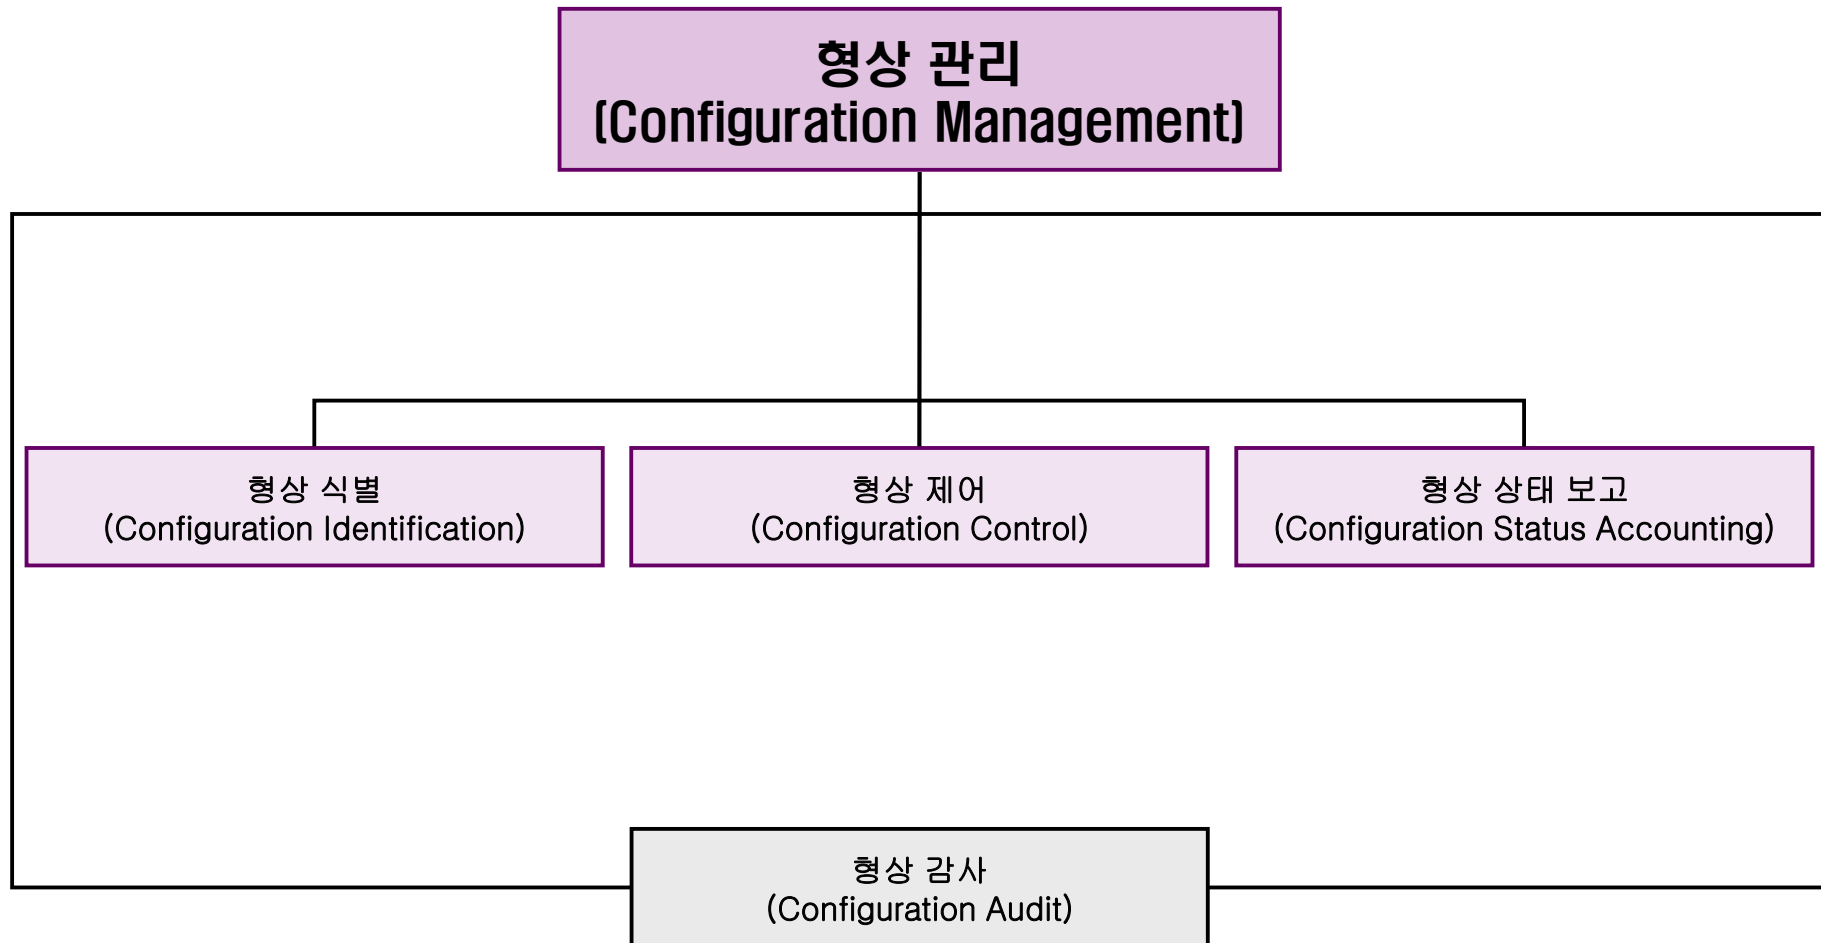 형상 관리
(Configuration Management)
형상 식별
(Configuration Identification)
형상 제어
(Configuration Control)
형상 상태 보고
(Configuration Status Accounting)
형상 감사
(Configuration Audit)